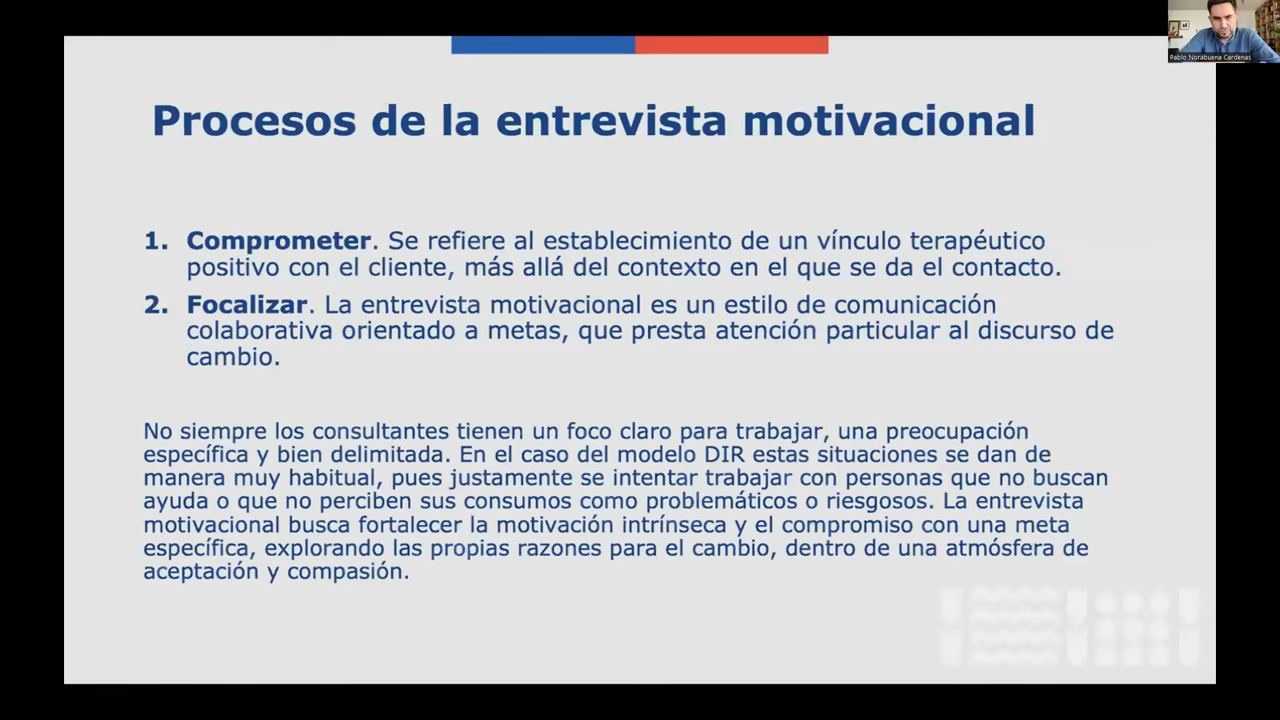 Pablo Norabuena Cardenas
Procesos de la entrevista motivacional
1. Comprometer. Se refiere al establecimiento de un vínculo terapéutico
positivo con el cliente, más allá del contexto en el que se da el contacto.
2. Focalizar. La entrevista motivacional es un estilo de comunicación
colaborativa orientado a metas, que presta atención particular al discurso de
cambio.
No siempre los consultantes tienen un foco claro para trabajar, una preocupación
específica y bien delimitada. En el caso del modelo DIR estas situaciones se dan de
manera muy habitual, pues justamente se intentar trabajar con personas que no buscan
ayuda o que no perciben sus consumos como problemáticos o riesgosos. La entrevista
motivacional busca fortalecer la motivación intrínseca y el compromiso con una meta
específica, explorando las propias razones para el cambio, dentro de una atmósfera de
aceptación y compasión.